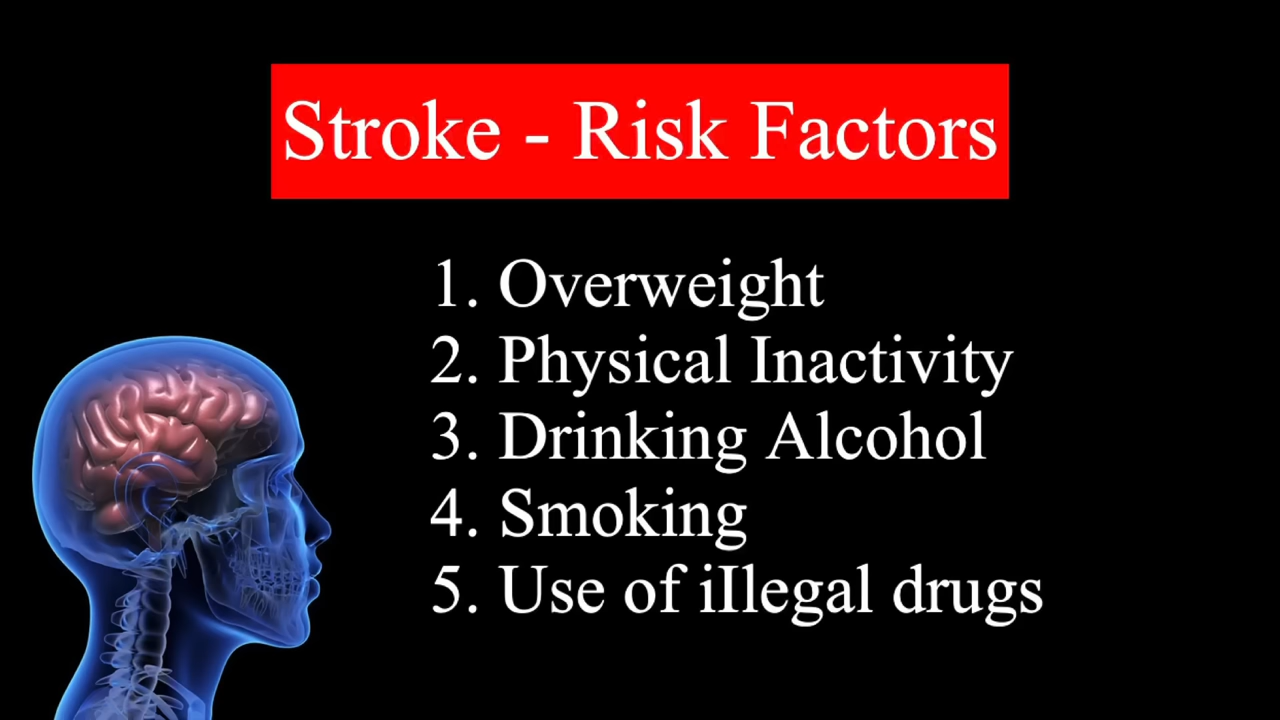 Stroke - Risk Factors
1. Overweight
2. Physical Inactivity
3. Drinking Alcohol
4. Smoking
5. Use of iIlegal drugs